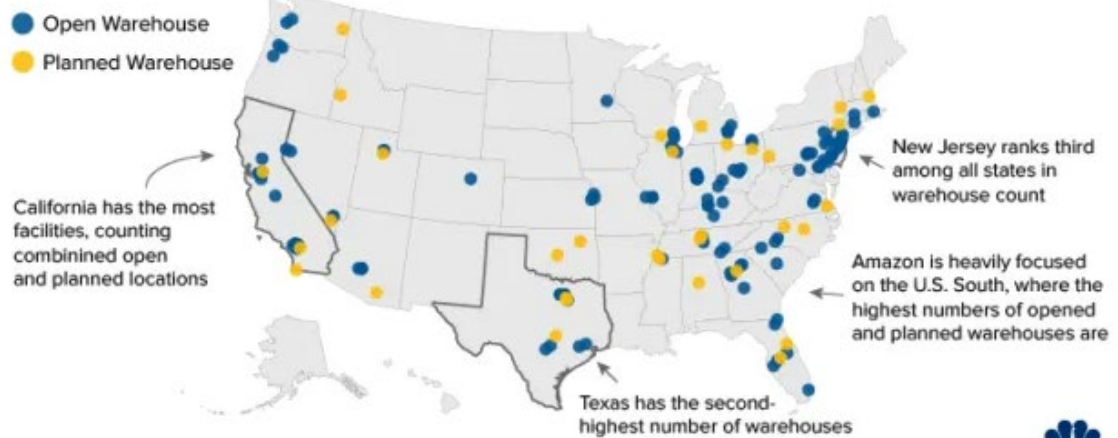 Open Warehouse
Planned Warehouse
California has the most
facilities, counting
combinined open
and planned locations
New Jersey ranks third
among all states in
warehouse count
Amazon is heavily focused
on the U.S. South, where the
highest numbers of opened
and planned warehouses are
Texas has the second-
highest number of warehouses